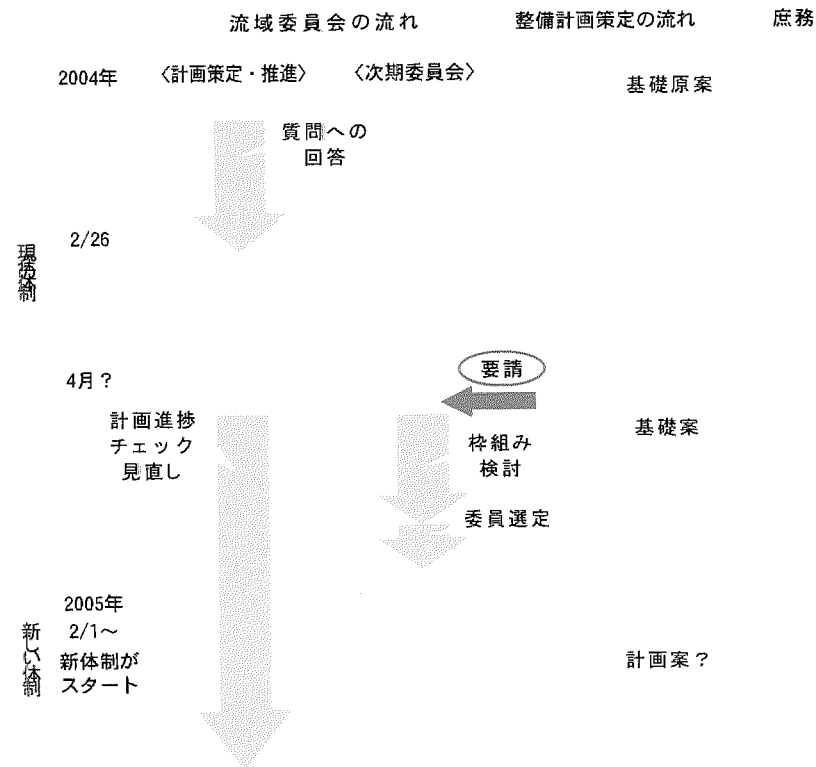 流域委員会の流れ
整備計画策定の流れ
庶務
2004年
〈計画策定・推進〉
〈次期委員会〉
基礎原案
質問への
回答
2/26
現在の体制
4月？
要請
計画進捗
チェック
見直し
枠組み
検討
基礎案
委員選定
2005年
2/1～
新体制が
スタート
新しい体制
計画案？